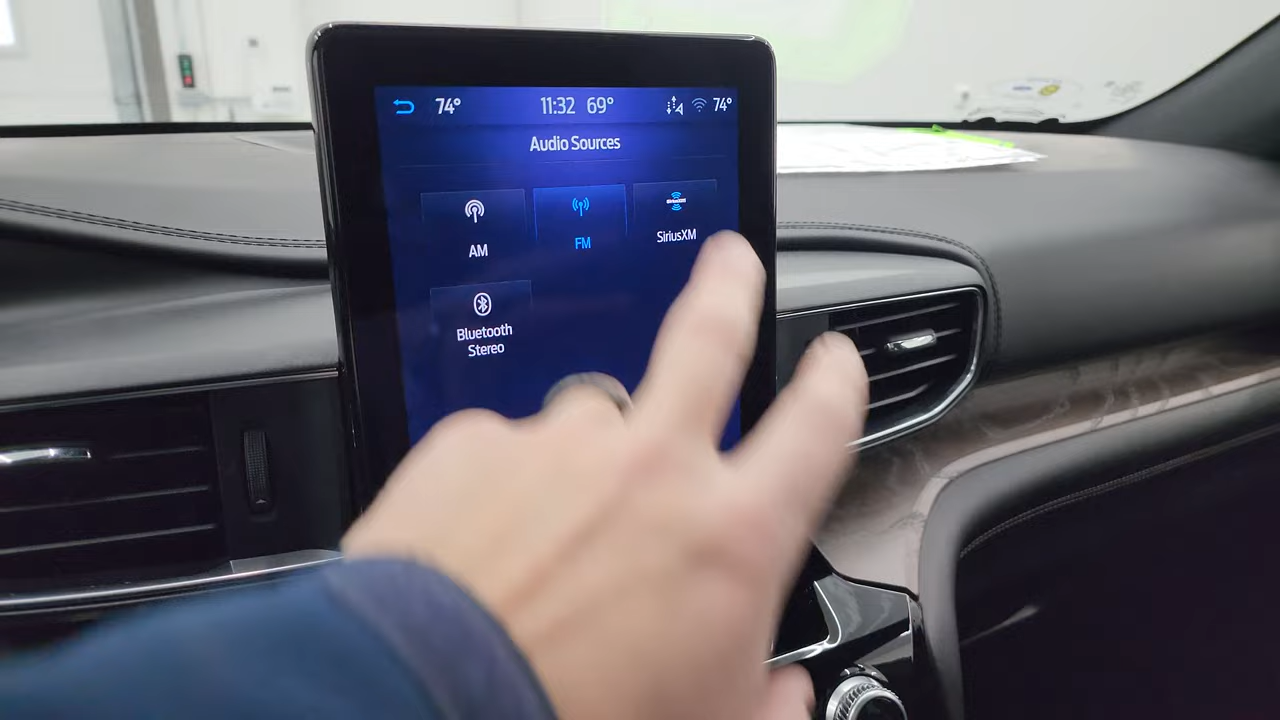 74° 11:32 69° 74°
Audio Sources
AM FM SiriusXM
Bluetooth
Stereo